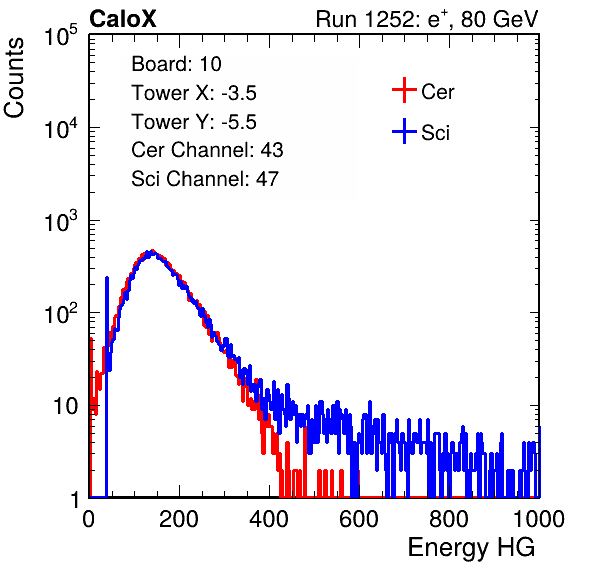 CaloX Run 1252: e⁺, 80 GeV
Counts
10⁵
10⁴
10³
10²
10
1
Board: 10
Tower X: -3.5
Tower Y: -5.5
Cer Channel: 43
Sci Channel: 47
Cer
Sci
0 200 400 600 800 1000
Energy HG